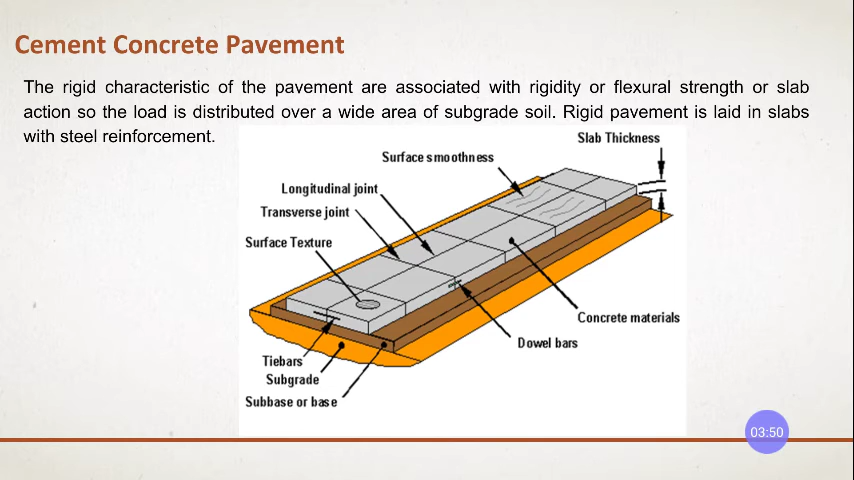 Cement Concrete Pavement
The rigid characteristic of the pavement are associated with rigidity or flexural strength or slab
action so the load is distributed over a wide area of subgrade soil. Rigid pavement is laid in slabs
with steel reinforcement.
Slab Thickness
Surface smoothness
Longitudinal joint
Transverse joint
Surface Texture
Concrete materials
Dowel bars
Tiebars
Subgrade
Subbase or base
03:50